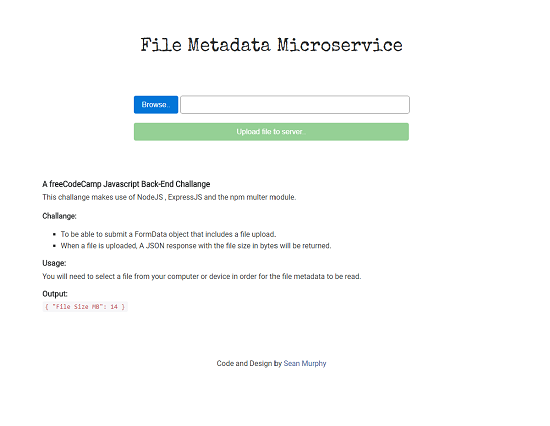 File Metadata Microservice
Browse..
Upload file to server.
A freeCodeCamp Javascript Back-End Challange
This challange makes use of NodeJS , ExpressJS and the npm multer module.
Challange:
To be able to submit a FormData object that includes a file upload.
When a file is uploaded, A JSON response with the file size in bytes will be returned.
Usage:
You will need to select a file from your computer or device in order for the file metadata to be read.
Output:
{ "File Size MB": 14 }
Code and Design by Sean Murphy